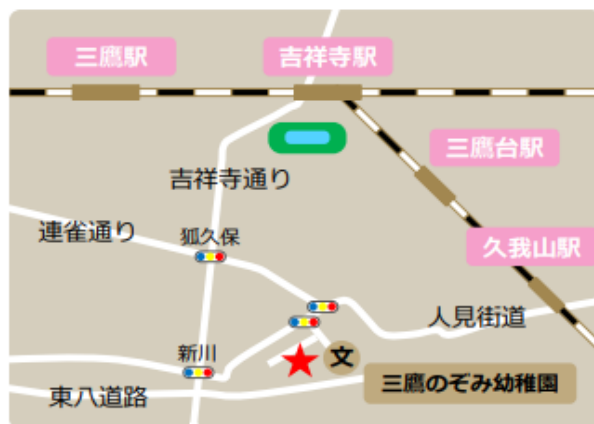 三鷹駅
吉祥寺駅
三鷹台駅
吉祥寺通り
連雀通り
狐久保
久我山駅
人見街道
新川
文
三鷹のぞみ幼稚園
東八道路